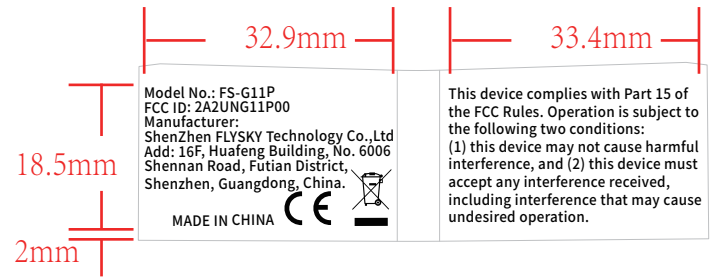 32.9mm
33.4mm
18.5mm
2mm
Model No.: FS-G11P
FCC ID: 2A2UNG11P00
Manufacturer:
ShenZhen FLYSKY Technology Co.,Ltd
Add: 16F, Huafeng Building, No. 6006
Shennan Road, Futian District,
Shenzhen, Guangdong, China.
MADE IN CHINA
CE
This device complies with Part 15 of
the FCC Rules. Operation is subject to
the following two conditions:
(1) this device may not cause harmful
interference, and (2) this device must
accept any interference received,
including interference that may cause
undesired operation.